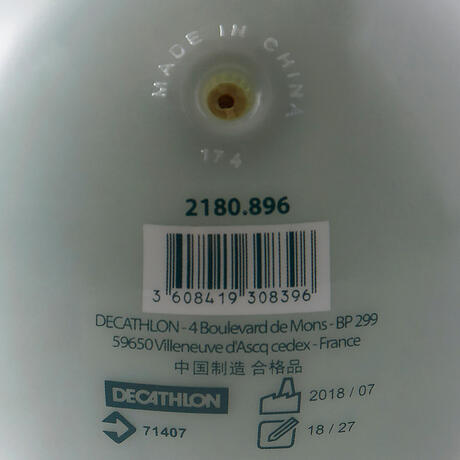 MADE IN CHINA
174
2180.896
3 608419 308396
DECATHLON - 4 Boulevard de Mons - BP 299
59650 Villeneuve d'Ascq cedex - France
中国制造 合格品
DECATHLON
2018 / 07
71407
18 / 27